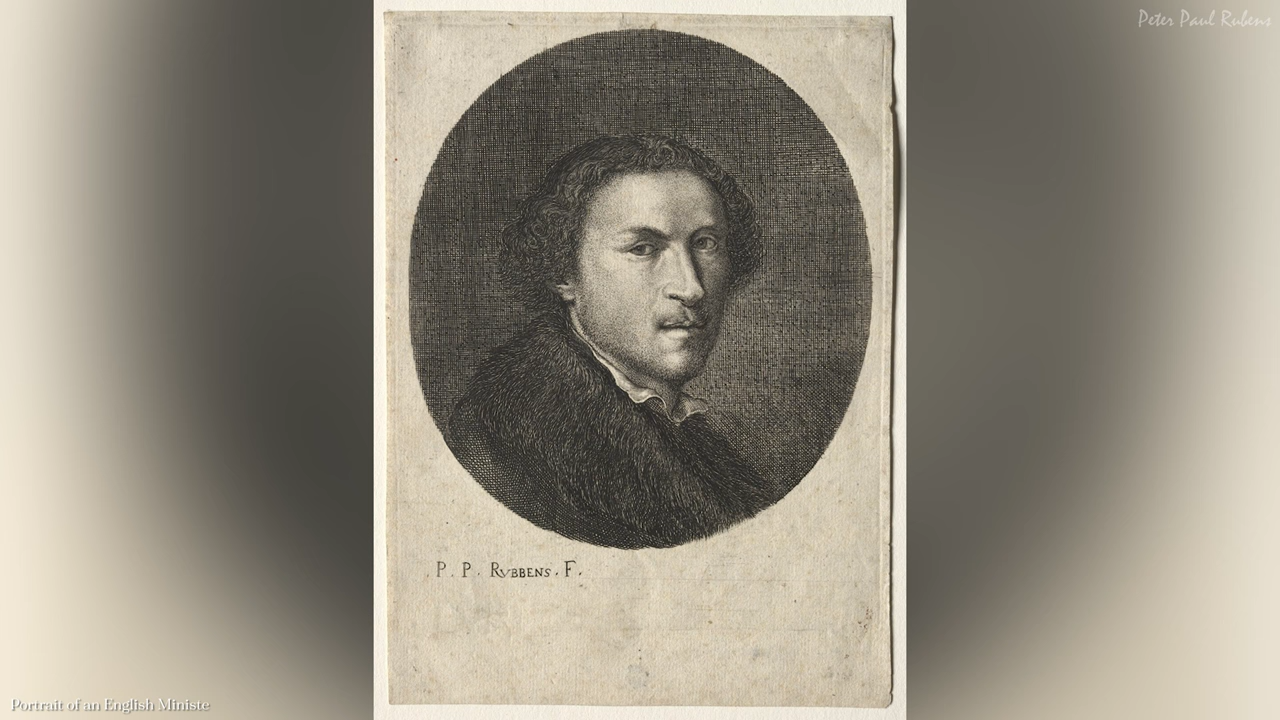 Peter Paul Rubens
P. P. RVBBENS. F.
Portrait of an English Ministe